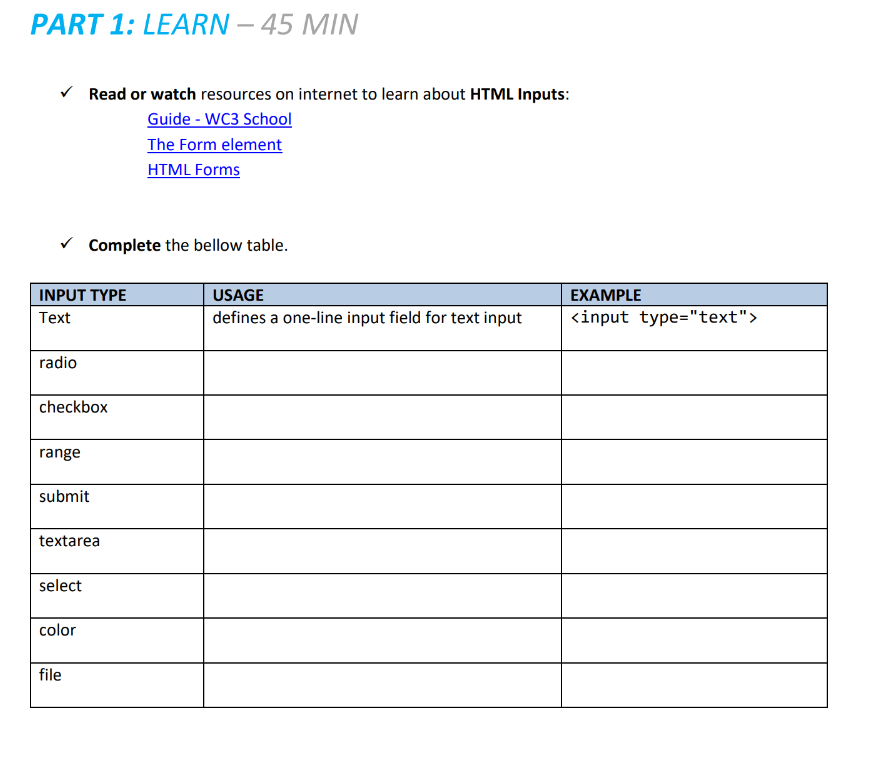 PART 1: LEARN – 45 MIN
✓ Read or watch resources on internet to learn about HTML Inputs:
Guide - WC3 School
The Form element
HTML Forms
✓ Complete the bellow table.
INPUT TYPE USAGE EXAMPLE
Text defines a one-line input field for text input <input type="text">
radio
checkbox
range
submit
textarea
select
color
file